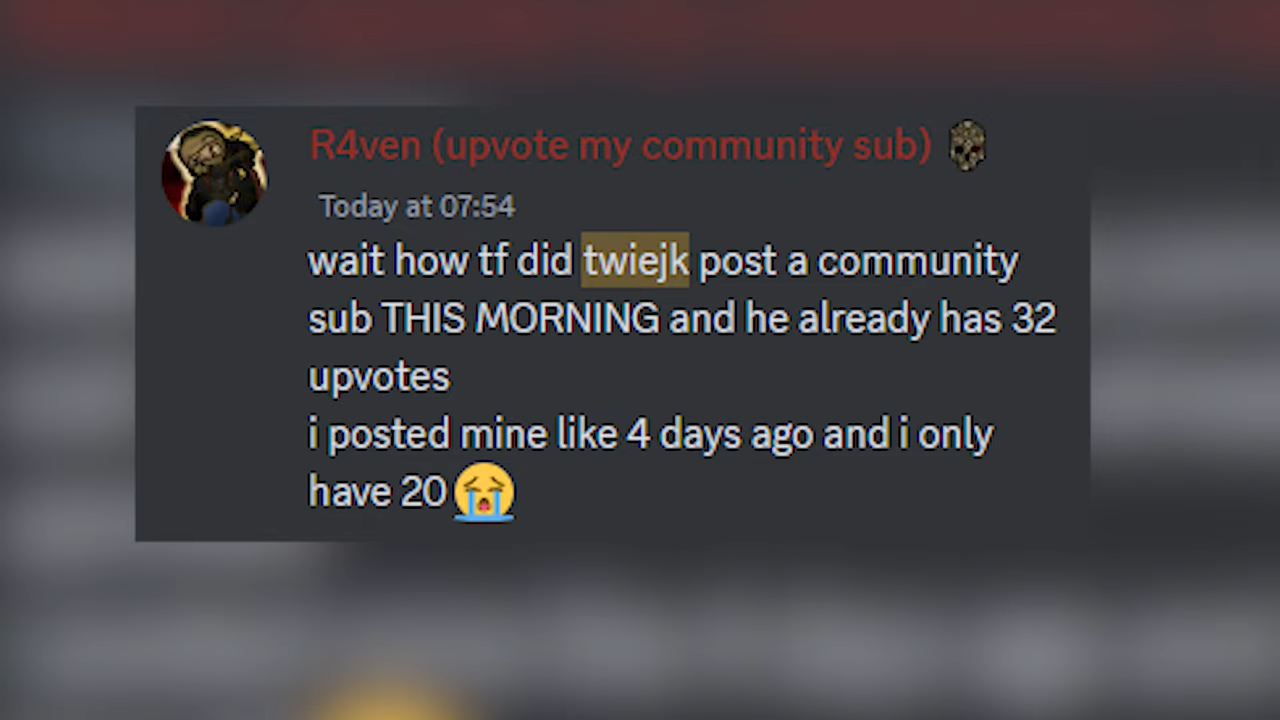 R4ven (upvote my community sub)
Today at 07:54
wait how tf did twiejk post a community
sub THIS MORNING and he already has 32
upvotes
i posted mine like 4 days ago and i only
have 20 😭